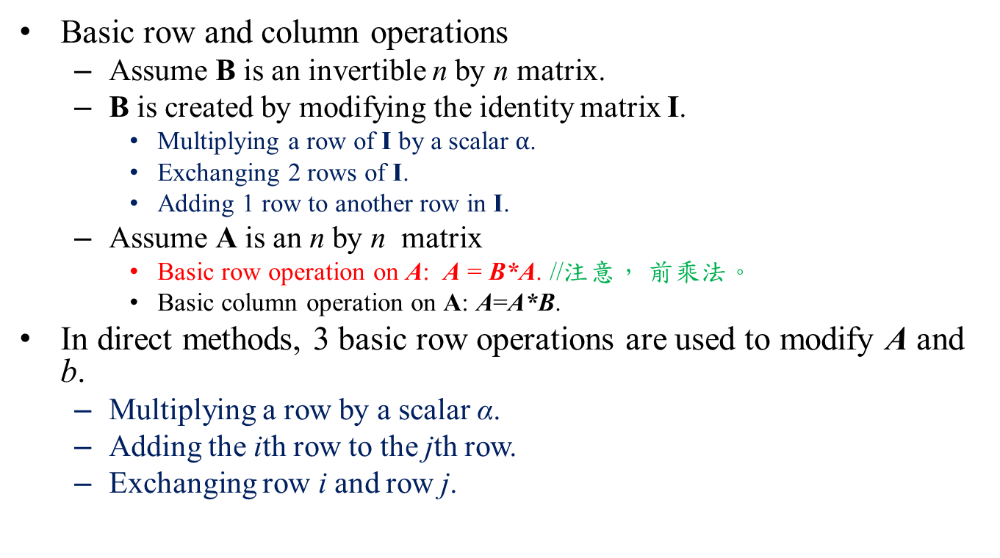 • Basic row and column operations
– Assume B is an invertible n by n matrix.
– B is created by modifying the identity matrix I.
• Multiplying a row of I by a scalar α.
• Exchanging 2 rows of I.
• Adding 1 row to another row in I.
– Assume A is an n by n matrix
• Basic row operation on A: A = B*A. //注意， 前乘法。
• Basic column operation on A: A=A*B.
• In direct methods, 3 basic row operations are used to modify A and
b.
– Multiplying a row by a scalar α.
– Adding the ith row to the jth row.
– Exchanging row i and row j.